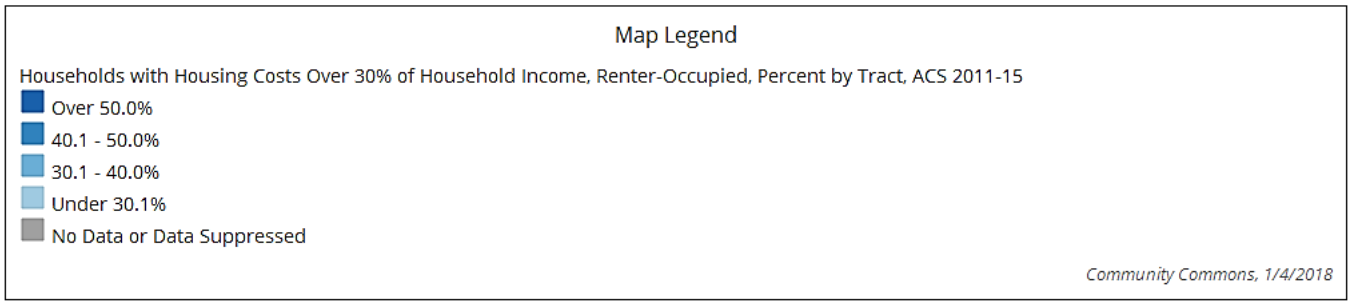 Map Legend
Households with Housing Costs Over 30% of Household Income, Renter-Occupied, Percent by Tract, ACS 2011-15
Over 50.0%
40.1 - 50.0%
30.1 - 40.0%
Under 30.1%
No Data or Data Suppressed
Community Commons, 1/4/2018